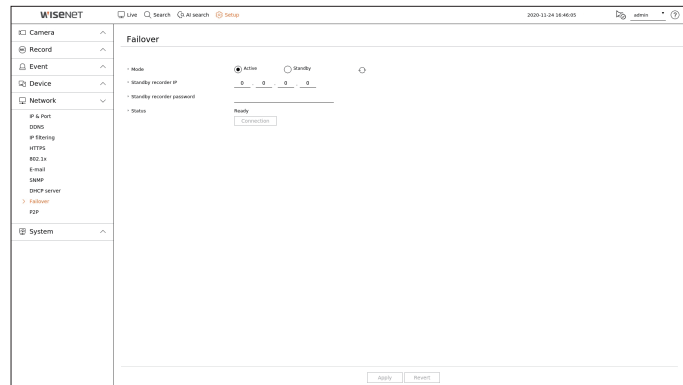 WISENET
Live Search AI search Setup 2020-11-24 16:46:05 admin
Camera
Record
Event
Device
Network
IP & Port
DDNS
IP filtering
HTTPS
802.1x
E-mail
SNMP
DHCP server
> Failover
P2P
System
Failover
Mode Active Standby
Standby recorder IP 0 . 0 . 0 . 0
Standby recorder password
Status Ready
Connection
Apply Revert